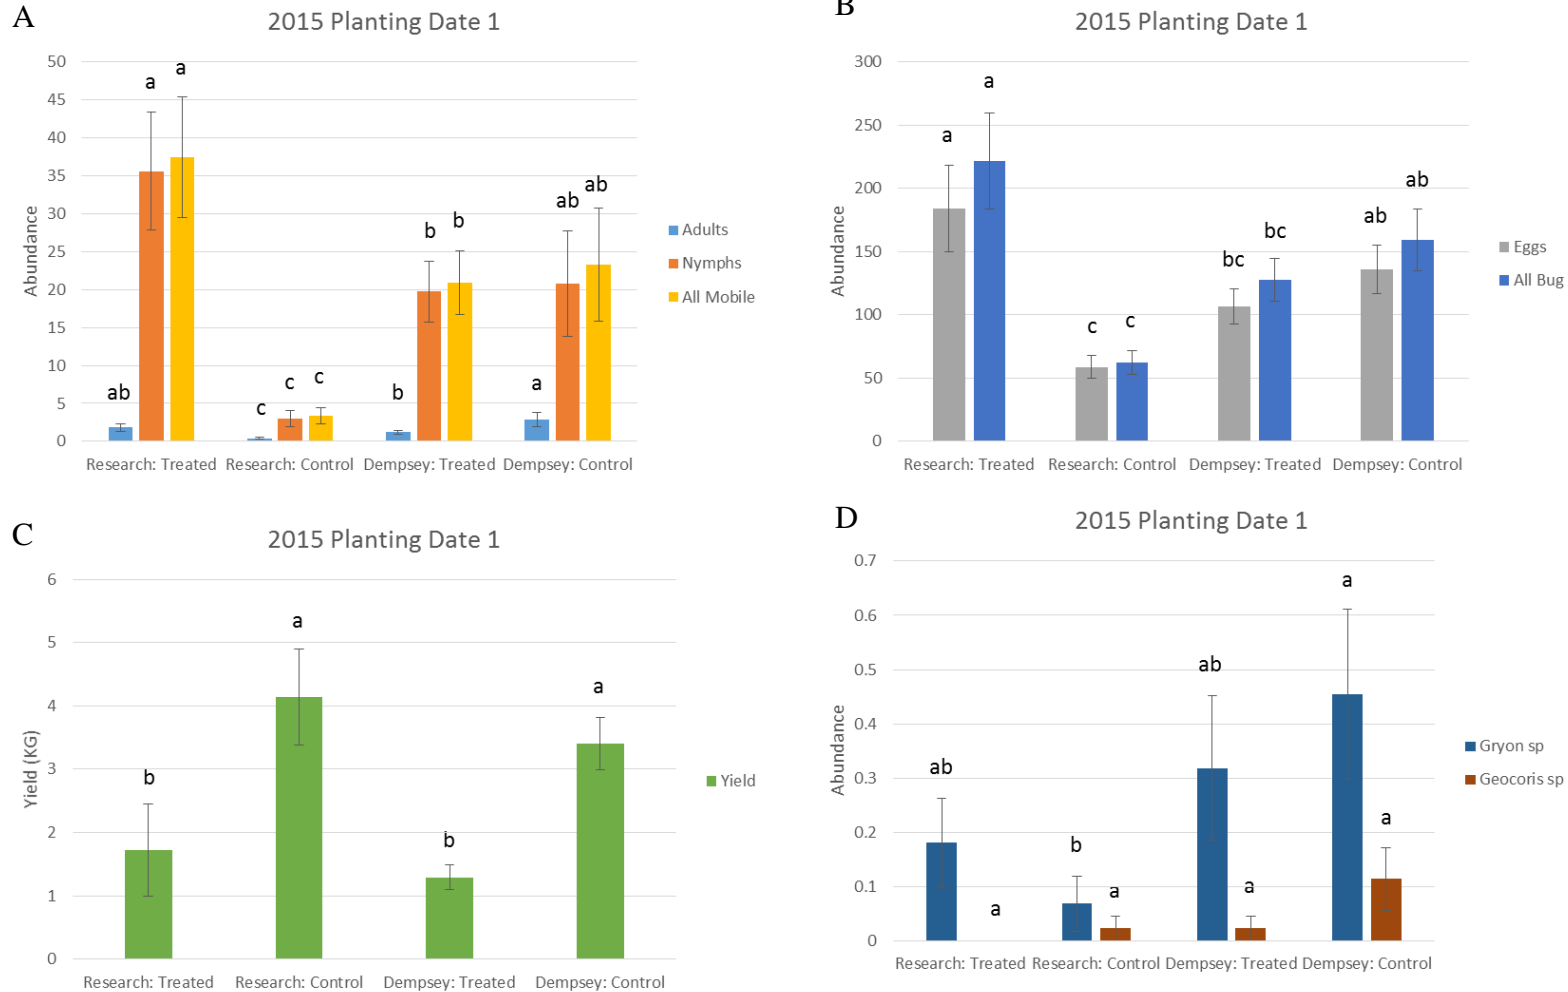 A
2015 Planting Date 1
50
45
40
35
30
25
20
15
10
5
0
Abundance
a
a
ab
c
c
c
b
b
b
a
ab
ab
Research: Treated
Research: Control
Dempsey: Treated
Dempsey: Control
Adults
Nymphs
All Mobile
B
2015 Planting Date 1
300
250
200
150
100
50
0
Abundance
a
a
c
c
bc
bc
ab
ab
Research: Treated
Research: Control
Dempsey: Treated
Dempsey: Control
Eggs
All Bug
C
2015 Planting Date 1
6
5
4
3
2
1
0
Yield (KG)
b
a
b
a
Research: Treated
Research: Control
Dempsey: Treated
Dempsey: Control
Yield
D
2015 Planting Date 1
0.7
0.6
0.5
0.4
0.3
0.2
0.1
0
Abundance
ab
a
b
a
ab
a
a
a
Research: Treated
Research: Control
Dempsey: Treated
Dempsey: Control
Gryon sp
Geocoris sp